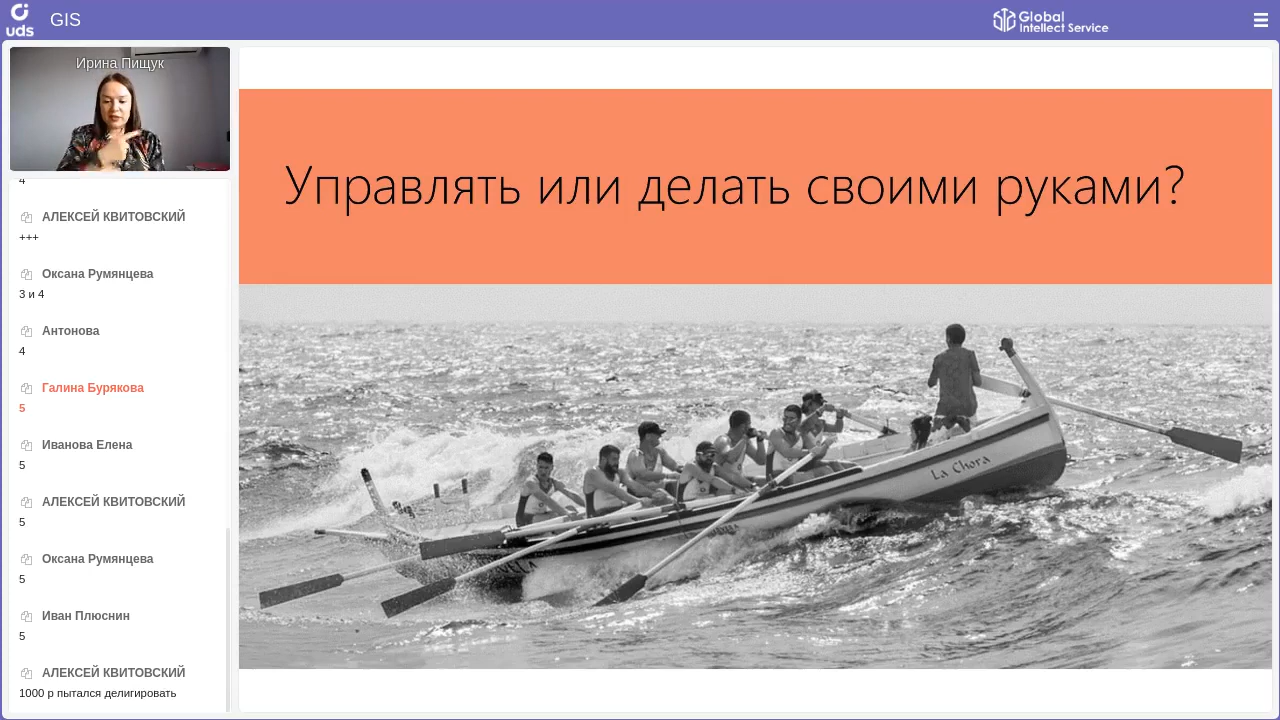 uds
GIS
Global
Intellect Service
Ирина Пищук
4
АЛЕКСЕЙ КВИТОВСКИЙ
+++
Оксана Румянцева
3 и 4
Антонова
4
Галина Бурякова
5
Иванова Елена
5
АЛЕКСЕЙ КВИТОВСКИЙ
5
Оксана Румянцева
5
Иван Плюснин
5
АЛЕКСЕЙ КВИТОВСКИЙ
1000 р пытался делигировать
Управлять или делать своими руками?
La Chora